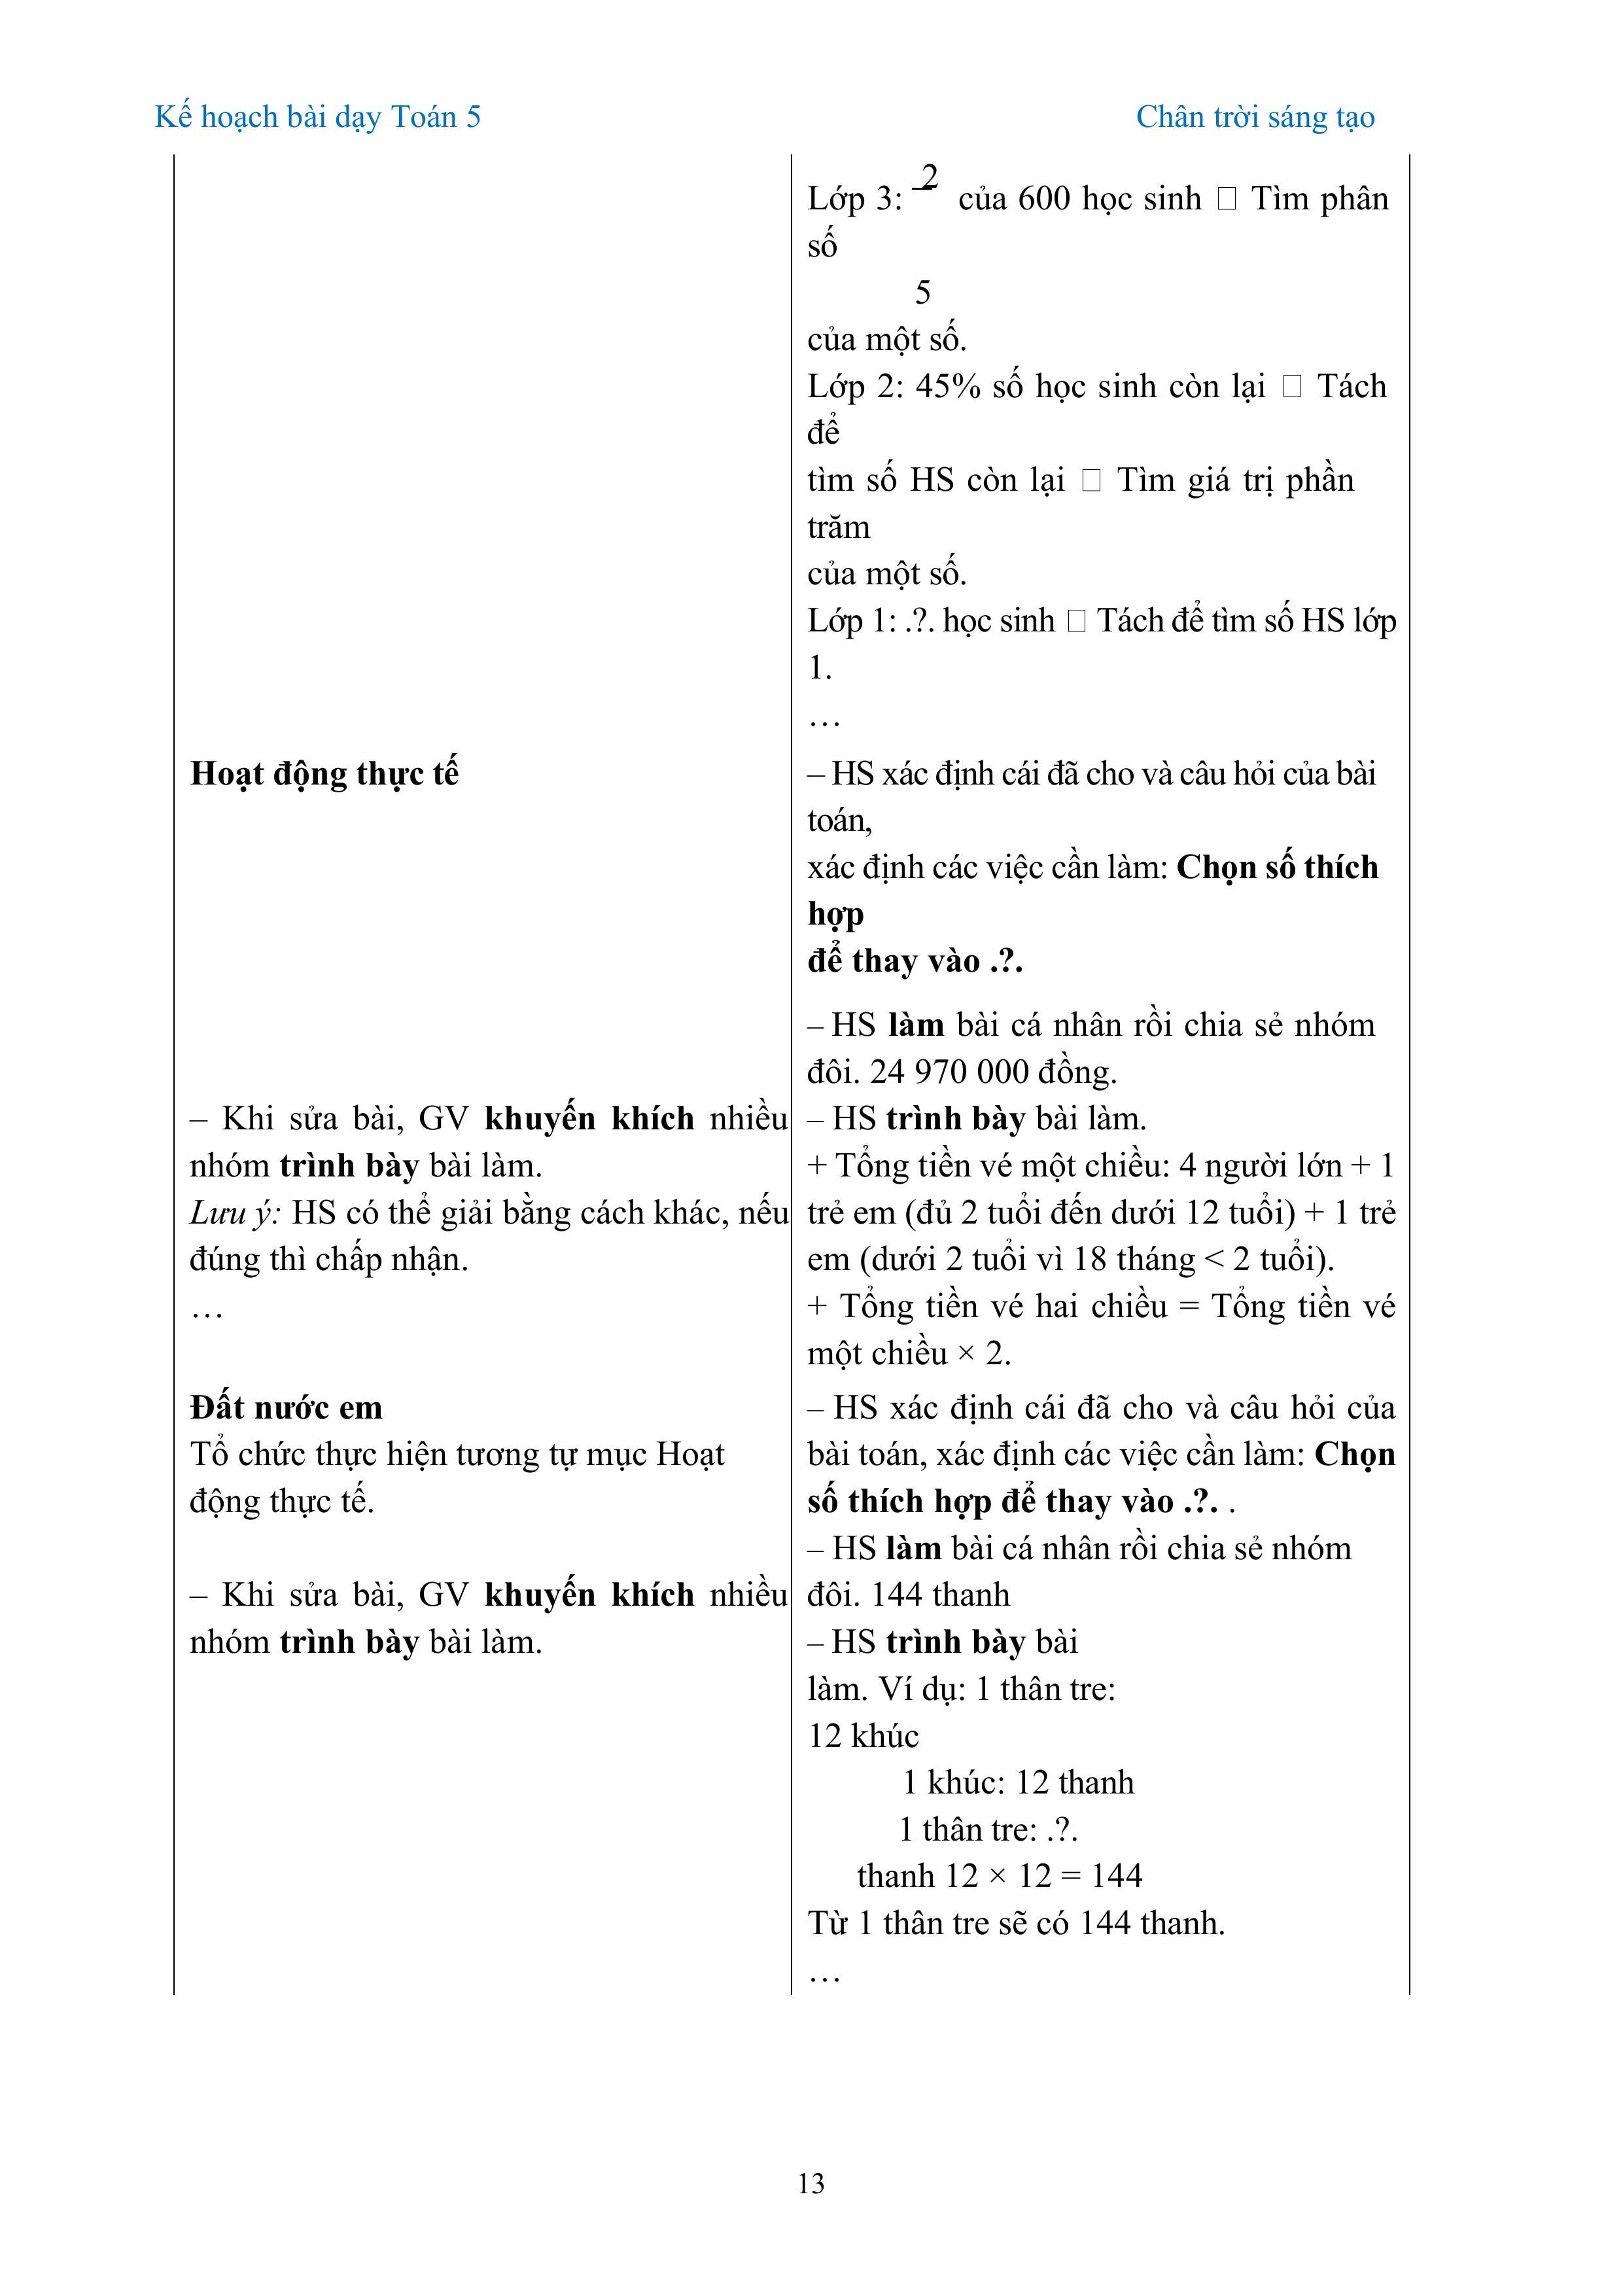 Kế hoạch bài dạy Toán 5
Chân trời sáng tạo
Lớp 3: 2 của 600 học sinh □ Tìm phân
số
5
của một số.
Lớp 2: 45% số học sinh còn lại □ Tách
để
tìm số HS còn lại □ Tìm giá trị phần
trăm
của một số.
Lớp 1: .?. học sinh □ Tách để tìm số HS lớp
1.
…
Hoạt động thực tế
– HS xác định cái đã cho và câu hỏi của bài
toán,
xác định các việc cần làm: Chọn số thích
hợp
để thay vào .?.
– HS làm bài cá nhân rồi chia sẻ nhóm
đôi. 24 970 000 đồng.
– Khi sửa bài, GV khuyến khích nhiều
nhóm trình bày bài làm.
Lưu ý: HS có thể giải bằng cách khác, nếu
đúng thì chấp nhận.
…
– HS trình bày bài làm.
+ Tổng tiền vé một chiều: 4 người lớn + 1
trẻ em (đủ 2 tuổi đến dưới 12 tuổi) + 1 trẻ
em (dưới 2 tuổi vì 18 tháng < 2 tuổi).
+ Tổng tiền vé hai chiều = Tổng tiền vé
một chiều × 2.
Đất nước em
Tổ chức thực hiện tương tự mục Hoạt
động thực tế.
– Khi sửa bài, GV khuyến khích nhiều
nhóm trình bày bài làm.
– HS xác định cái đã cho và câu hỏi của
bài toán, xác định các việc cần làm: Chọn
số thích hợp để thay vào .?. .
– HS làm bài cá nhân rồi chia sẻ nhóm
đôi. 144 thanh
– HS trình bày bài
làm. Ví dụ: 1 thân tre:
12 khúc
1 khúc: 12 thanh
1 thân tre: .?.
thanh 12 × 12 = 144
Từ 1 thân tre sẽ có 144 thanh.
…
13